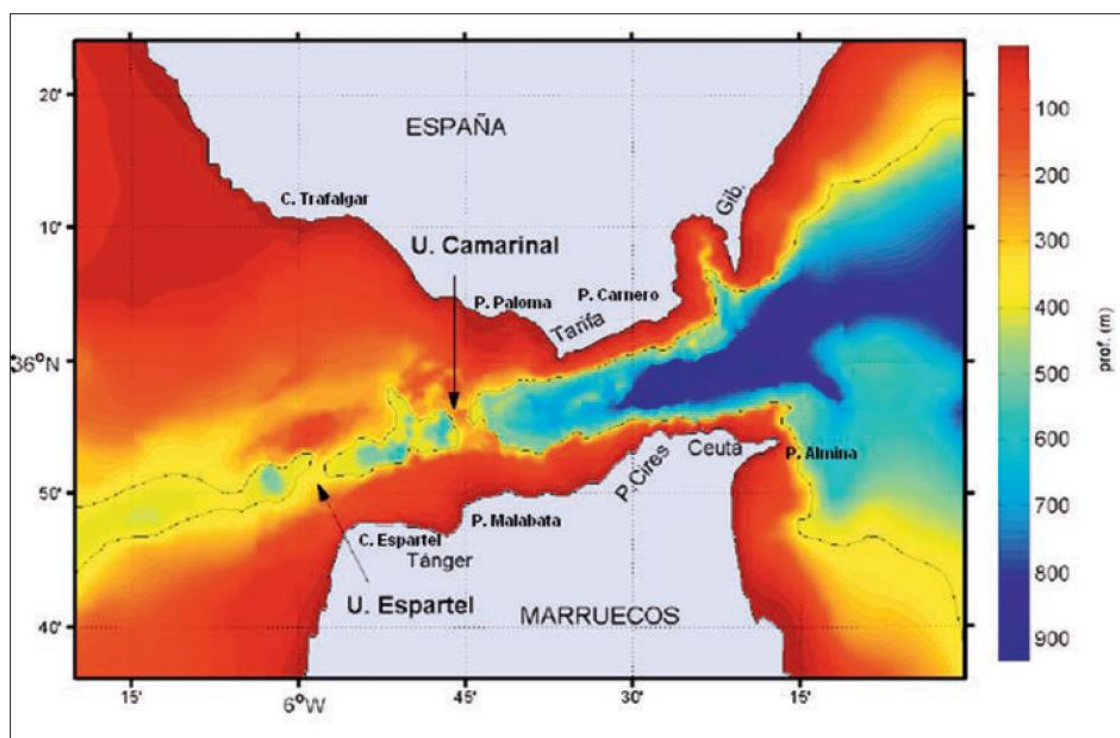 20'
10'
36°N
50'
40'
15'
6°W
45'
30'
15'
ESPAÑA
C. Trafalgar
Gib.
U. Camarinal
P. Paloma
P. Carnero
Tarifa
Ceuta
P. Almina
P.Cires
P. Malabata
C. Espartel
Tánger
U. Espartel
MARRUECOS
100
200
300
400
500
600
700
800
900
prof. (m)